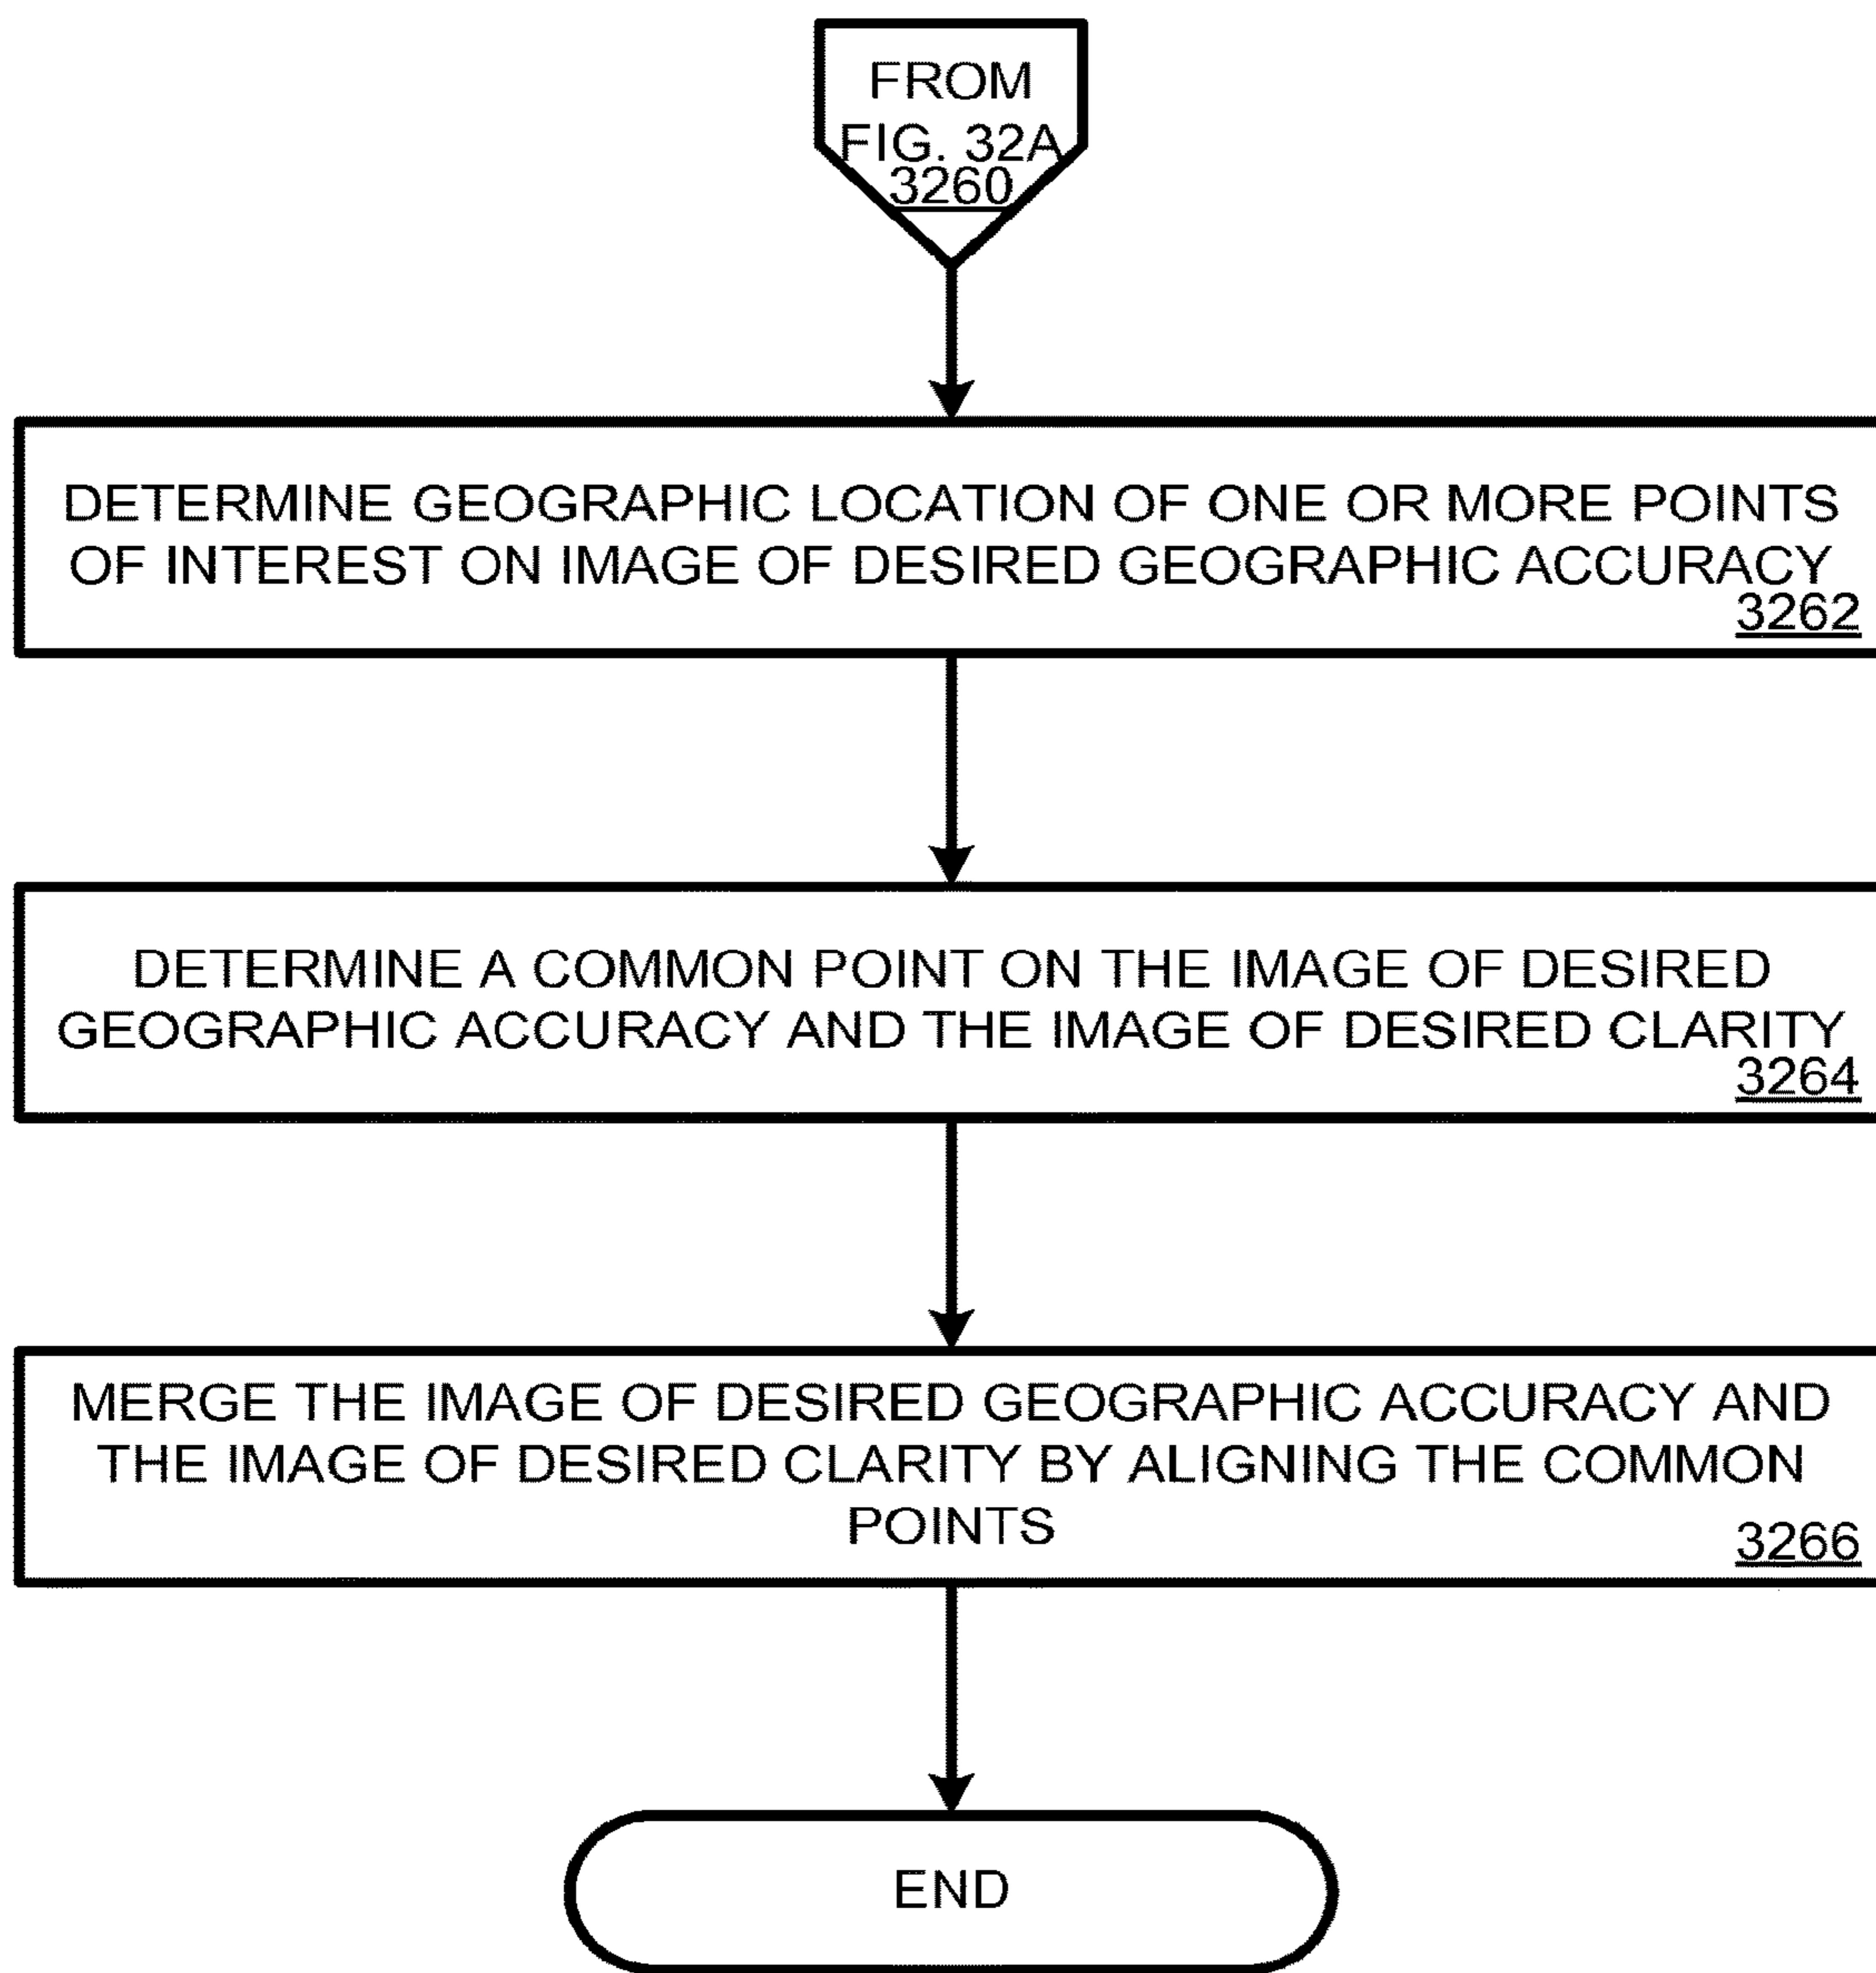 FROM
FIG. 32A
3260
DETERMINE GEOGRAPHIC LOCATION OF ONE OR MORE POINTS
OF INTEREST ON IMAGE OF DESIRED GEOGRAPHIC ACCURACY
3262
DETERMINE A COMMON POINT ON THE IMAGE OF DESIRED
GEOGRAPHIC ACCURACY AND THE IMAGE OF DESIRED CLARITY
3264
MERGE THE IMAGE OF DESIRED GEOGRAPHIC ACCURACY AND
THE IMAGE OF DESIRED CLARITY BY ALIGNING THE COMMON
POINTS
3266
END